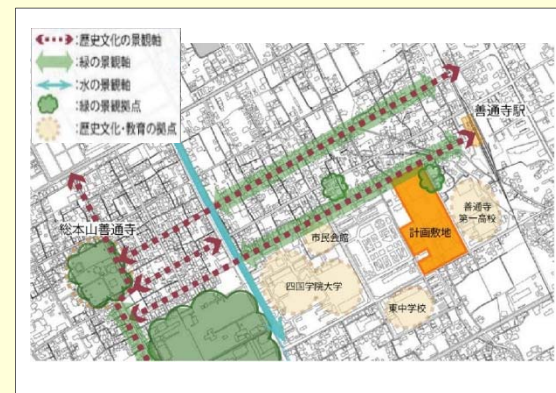 :歴史文化の景観軸
:緑の景観軸
:水の景観軸
:緑の景観拠点
:歴史文化・教育の拠点
善通寺駅
総本山善通寺
市民会館
計画敷地
善通寺
第一高校
四国学院大学
東中学校